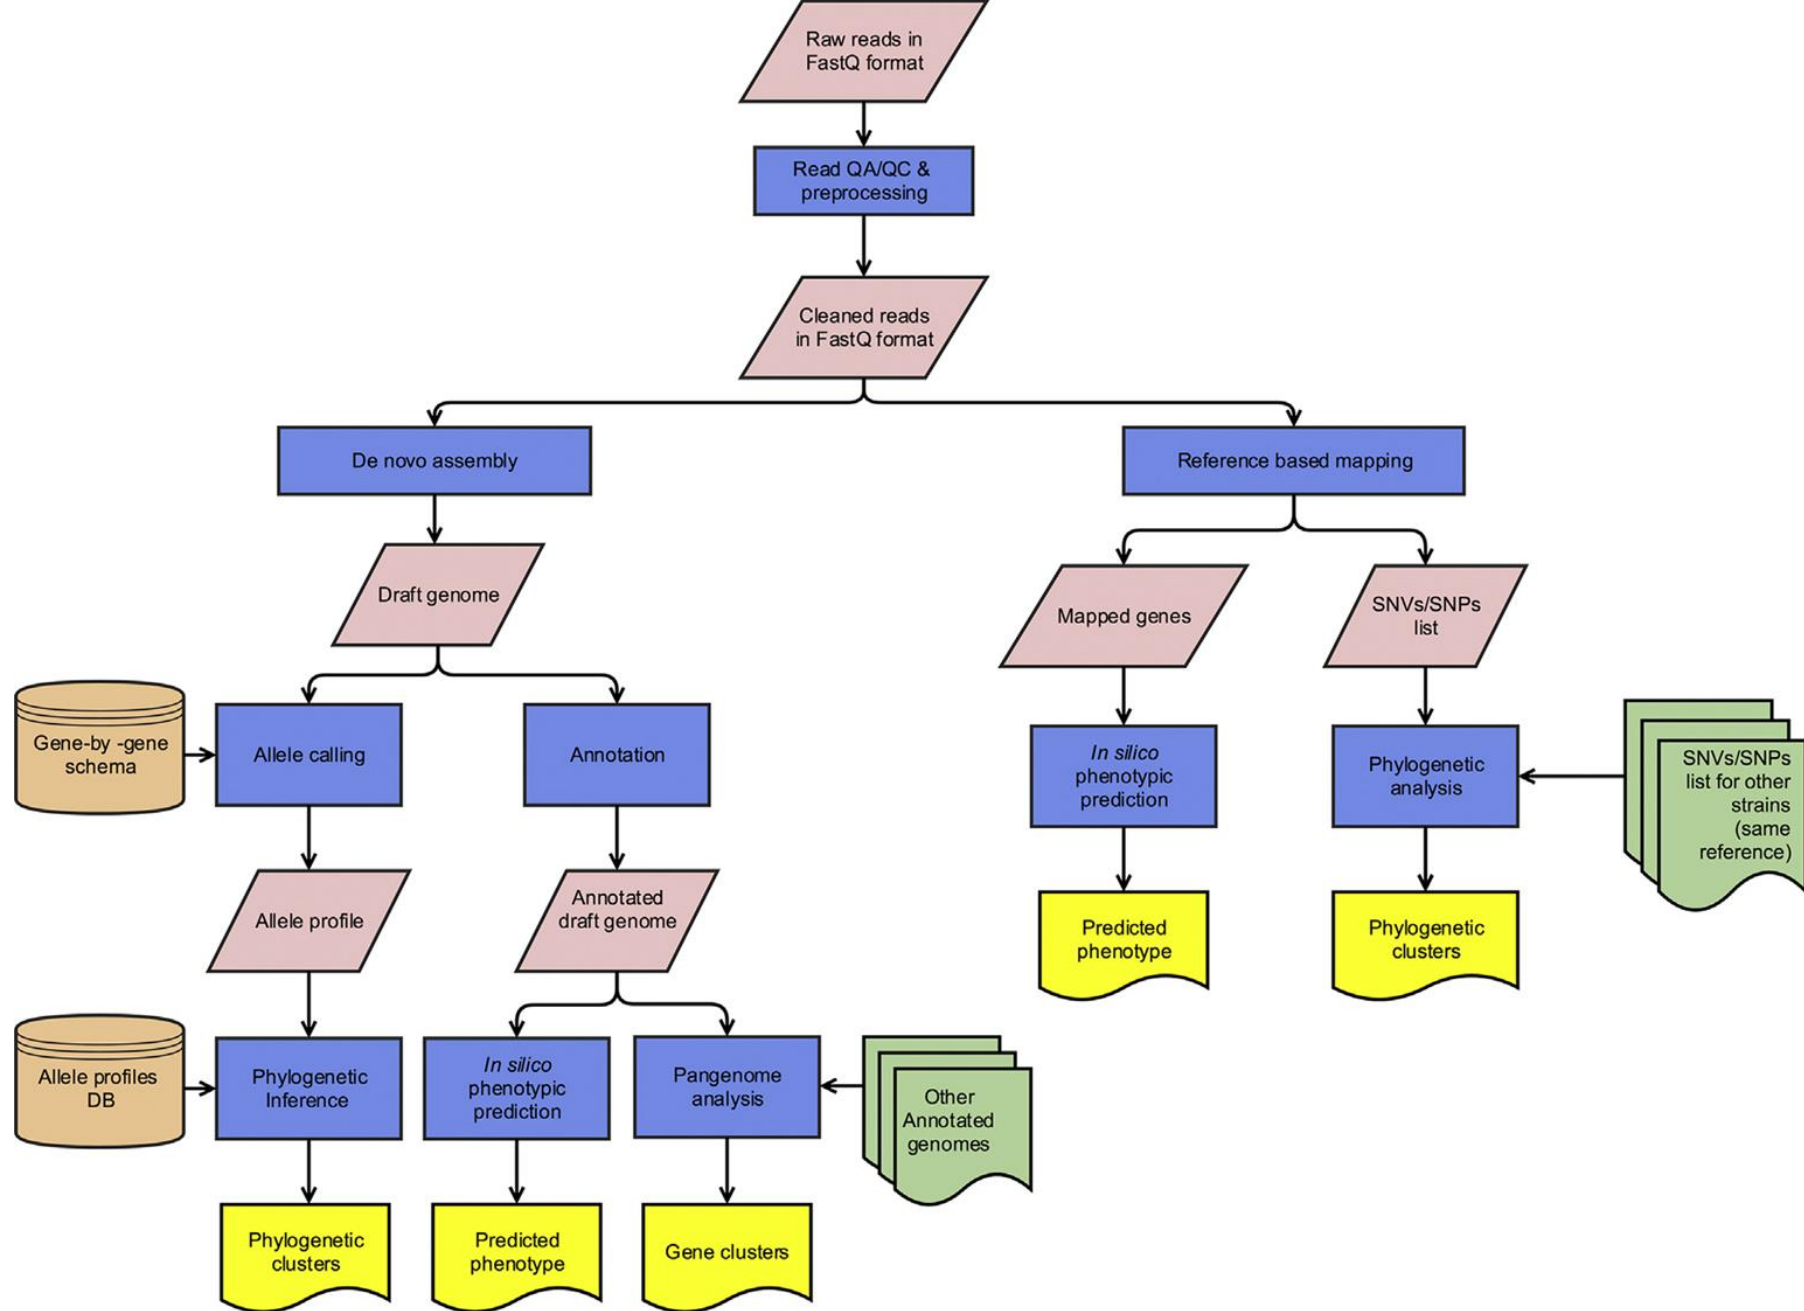 Raw reads in
FastQ format
Read QA/QC &
preprocessing
Cleaned reads
in FastQ format
De novo assembly
Reference based mapping
Draft genome
Mapped genes
SNVs/SNPs
list
Gene-by -gene
schema
Allele calling
Annotation
In silico
phenotypic
prediction
Phylogenetic
analysis
SNVs/SNPs
list for other
strains
(same
reference)
Allele profile
Annotated
draft genome
Predicted
phenotype
Phylogenetic
clusters
Allele profiles
DB
Phylogenetic
Inference
In silico
phenotypic
prediction
Pangenome
analysis
Other
Annotated
genomes
Phylogenetic
clusters
Predicted
phenotype
Gene clusters